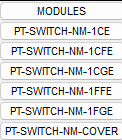 MODULES
PT-SWITCH-NM-1CE
PT-SWITCH-NM-1CFE
PT-SWITCH-NM-1CGE
PT-SWITCH-NM-1FFE
PT-SWITCH-NM-1FGE
PT-SWITCH-NM-COVER